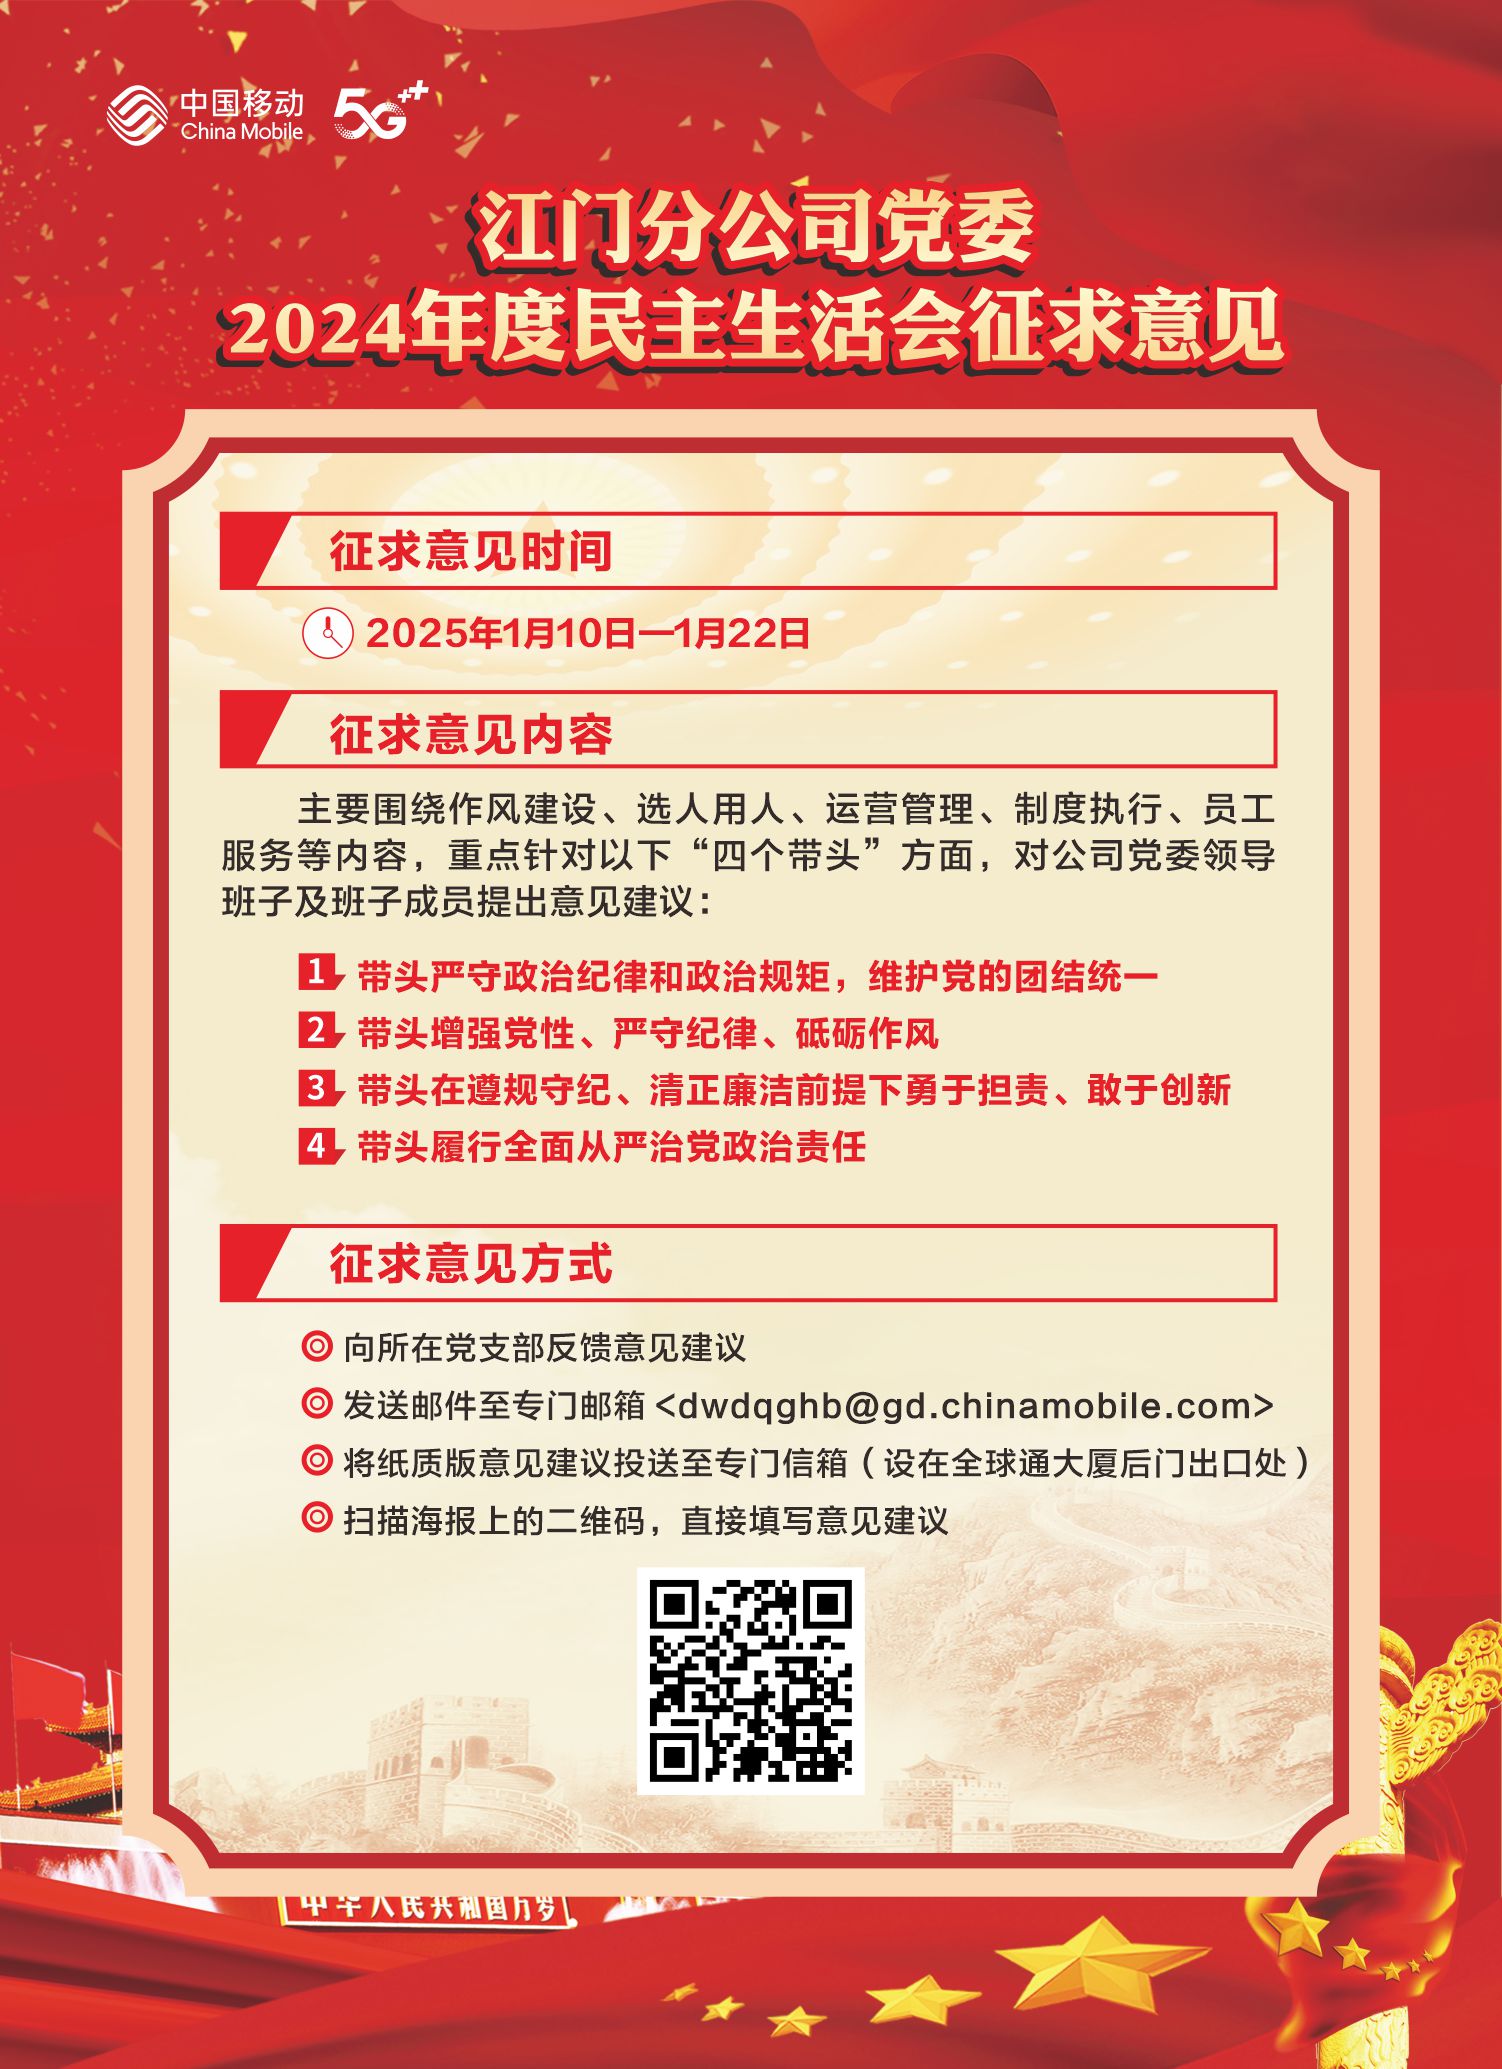 中国移动
China Mobile
5G++
江门分公司党委
2024年度民主生活会征求意见
征求意见时间
2025年1月10日—1月22日
征求意见内容
主要围绕作风建设、选人用人、运营管理、制度执行、员工
服务等内容，重点针对以下“四个带头”方面，对公司党委领导
班子及班子成员提出意见建议：
1 带头严守政治纪律和政治规矩，维护党的团结统一
2 带头增强党性、严守纪律、砥砺作风
3 带头在遵规守纪、清正廉洁前提下勇于担责、敢于创新
4 带头履行全面从严治党政治责任
征求意见方式
向所在党支部反馈意见建议
发送邮件至专门邮箱<dwdqghb@gd.chinamobile.com>
将纸质版意见建议投送至专门信箱（设在全球通大厦后门出口处）
扫描海报上的二维码，直接填写意见建议
中华人民共和国万岁